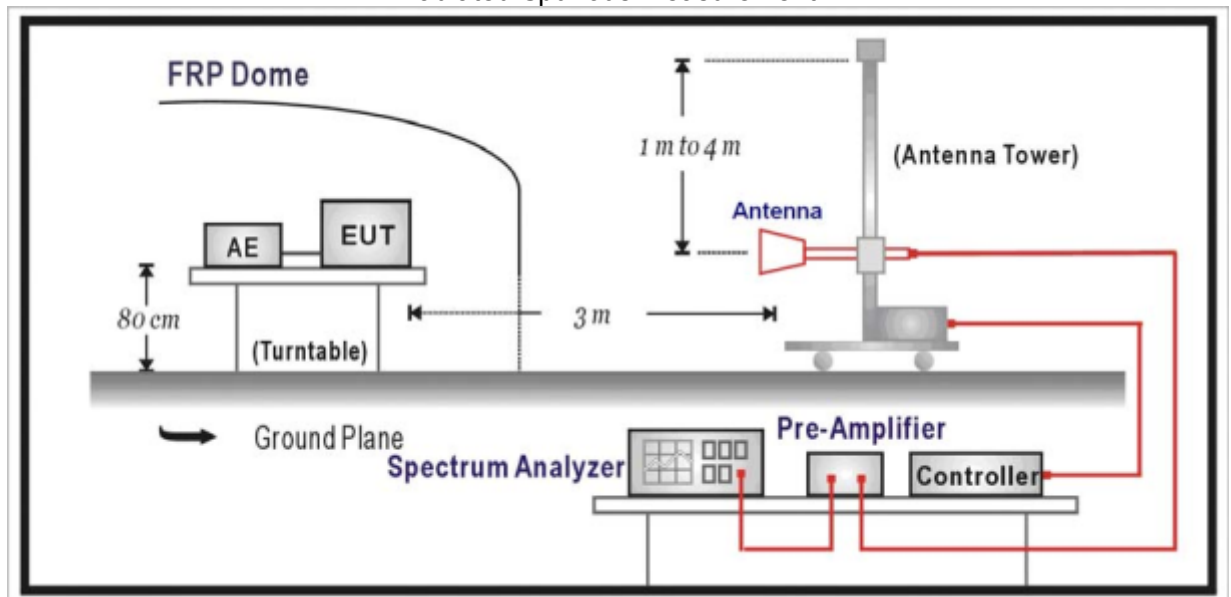 FRP Dome
1 m to 4 m
(Antenna Tower)
Antenna
AE
EUT
80 cm
3 m
(Turntable)
Ground Plane
Pre-Amplifier
Spectrum Analyzer
Controller